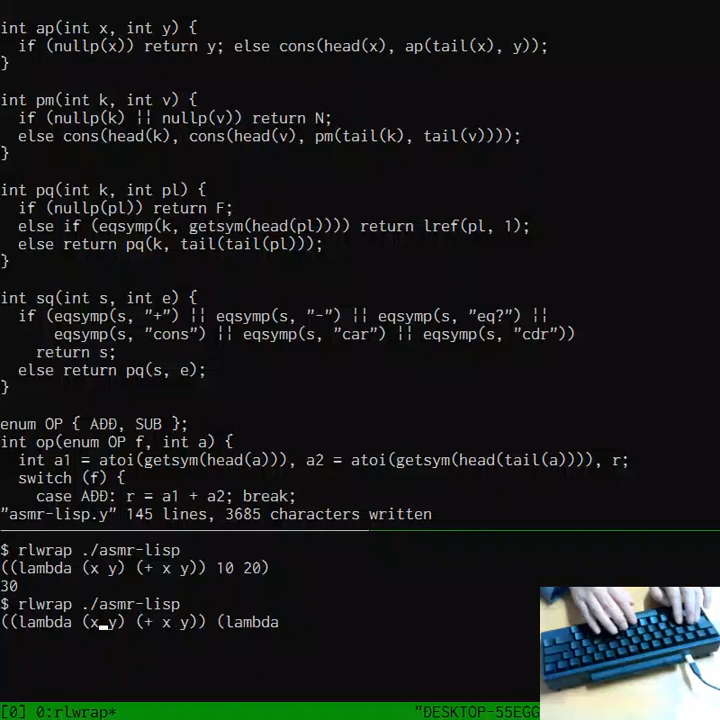 int ap(int x, int y) {
  if (nullp(x)) return y; else cons(head(x), ap(tail(x), y));
}

int pm(int k, int v) {
  if (nullp(k) || nullp(v)) return N;
  else cons(head(k), cons(head(v), pm(tail(k), tail(v))));
}

int pq(int k, int pl) {
  if (nullp(pl)) return F;
  else if (eqsymp(k, getsym(head(pl)))) return lref(pl, 1);
  else return pq(k, tail(tail(pl)));
}

int sq(int s, int e) {
  if (eqsymp(s, "+") || eqsymp(s, "-") || eqsymp(s, "eq?") ||
      eqsymp(s, "cons") || eqsymp(s, "car") || eqsymp(s, "cdr"))
    return s;
  else return pq(s, e);
}

enum OP { ADD, SUB };
int op(enum OP f, int a) {
  int a1 = atoi(getsym(head(a))), a2 = atoi(getsym(head(tail(a)))), r;
  switch (f) {
    case ADD: r = a1 + a2; break;
"asmr-lisp.y" 145 lines, 3685 characters written
$ rlwrap ./asmr-lisp
((lambda (x y) (+ x y)) 10 20)
30
$ rlwrap ./asmr-lisp
((lambda (x y) (+ x y)) (lambda
[0] 0:rlwrap* "DESKTOP-55EGG